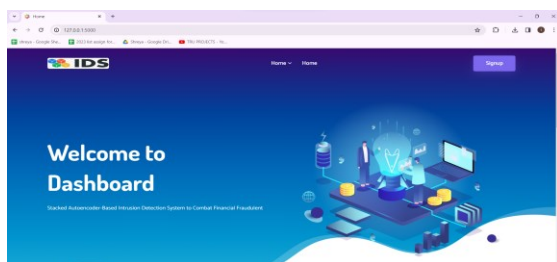 Home
127.0.0.1:5000
IDS
Home
Home
Signup
Welcome to
Dashboard
Stacked Autoencoder Based Intrusion Detection System to Combat Financial Fraudulent